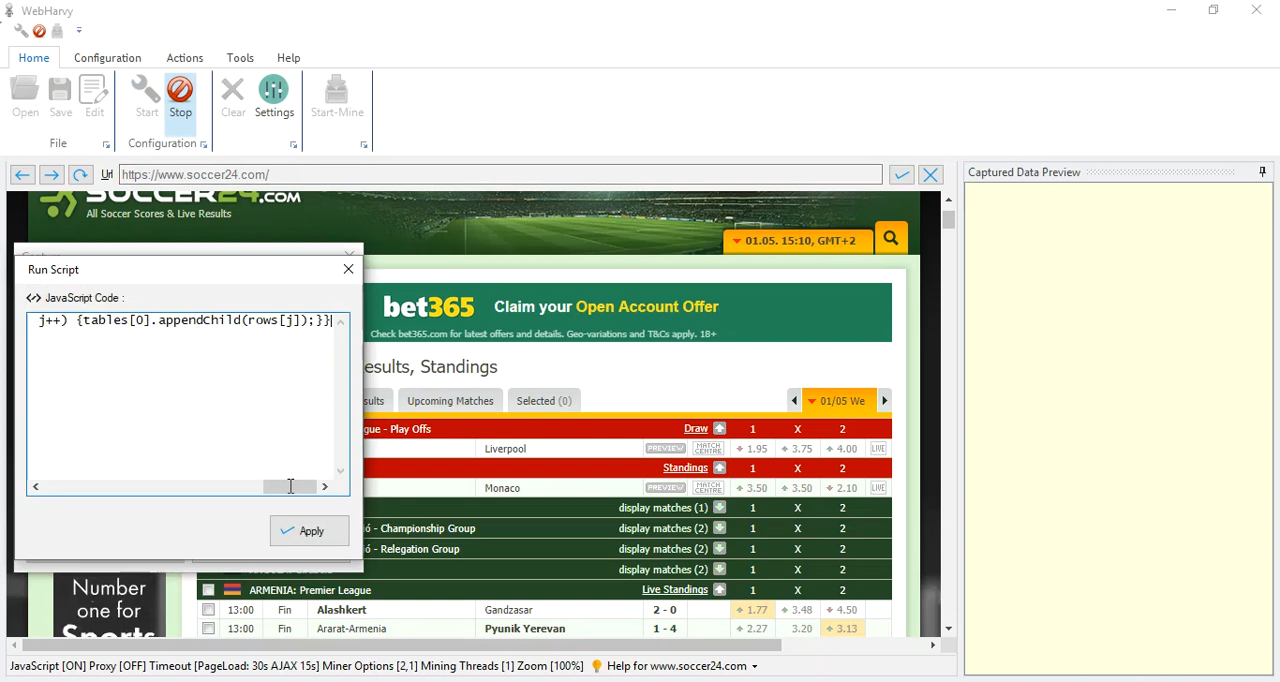 WebHarvy
Home Configuration Actions Tools Help
Open Save Edit Start Stop Clear Settings Start-Mine
File Configuration
Url https://www.soccer24.com/
Captured Data Preview
SOCCER24.COM
All Soccer Scores & Live Results
01.05. 15:10, GMT+2
Run Script
JavaScript Code :
j++) {tables[0].appendChild(rows[j]);}}
Apply
bet365 Claim your Open Account Offer
Check bet365.com for latest offers and details. Geo-variations and T&Cs apply. 18+
esults, Standings
sults Upcoming Matches Selected (0) 01/05 We
gue - Play Offs Draw 1 X 2
Liverpool PREVIEW MATCH CENTRE 1.95 3.75 4.00 LIVE
Standings 1 X 2
Monaco PREVIEW MATCH CENTRE 3.50 3.50 2.10 LIVE
display matches (1) 1 X 2
ió - Championship Group display matches (2) 1 X 2
ió - Relegation Group display matches (2) 1 X 2
display matches (2) 1 X 2
ARMENIA: Premier League Live Standings 1 X 2
13:00 Fin Alashkert Gandzasar 2 - 0 1.77 3.48 4.50
13:00 Fin Ararat-Armenia Pyunik Yerevan 1 - 4 2.27 3.20 3.13
Number
one for
Sports
JavaScript [ON] Proxy [OFF] Timeout [PageLoad: 30s AJAX 15s] Miner Options [2,1] Mining Threads [1] Zoom [100%] Help for www.soccer24.com